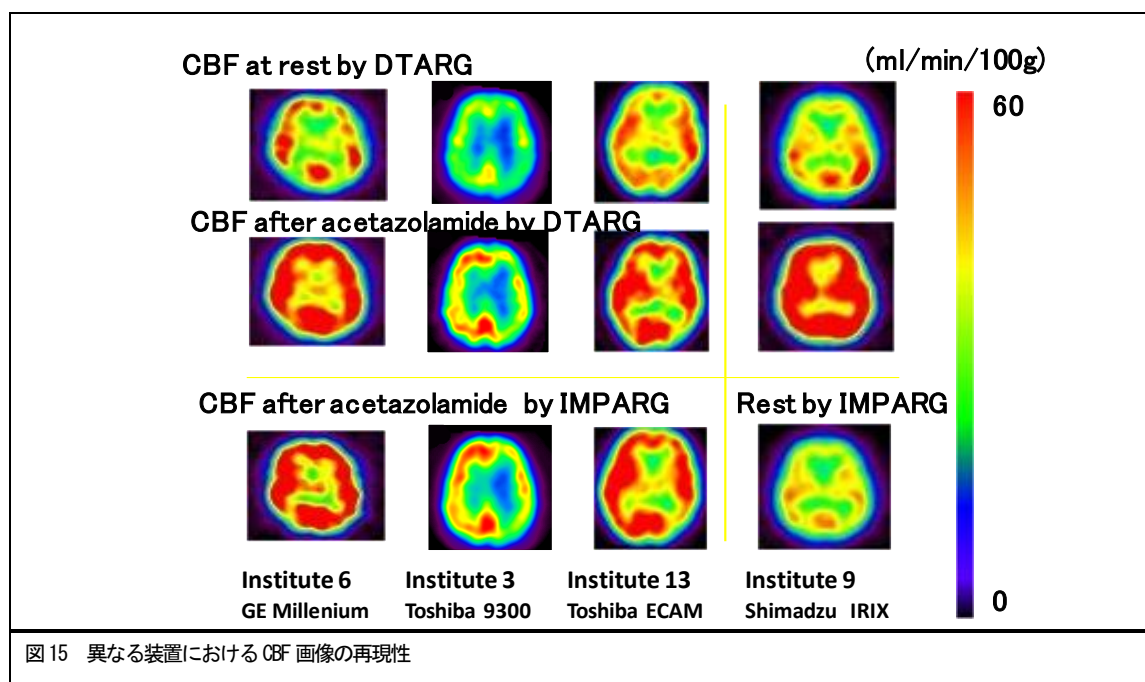 CBF at rest by DTARG
(ml/min/100g)
60
CBF after acetazolamide by DTARG
CBF after acetazolamide by IMPARG
Rest by IMPARG
Institute 6
GE Millenium
Institute 3
Toshiba 9300
Institute 13
Toshiba ECAM
Institute 9
Shimadzu IRIX
0
図15 異なる装置における CBF 画像の再現性